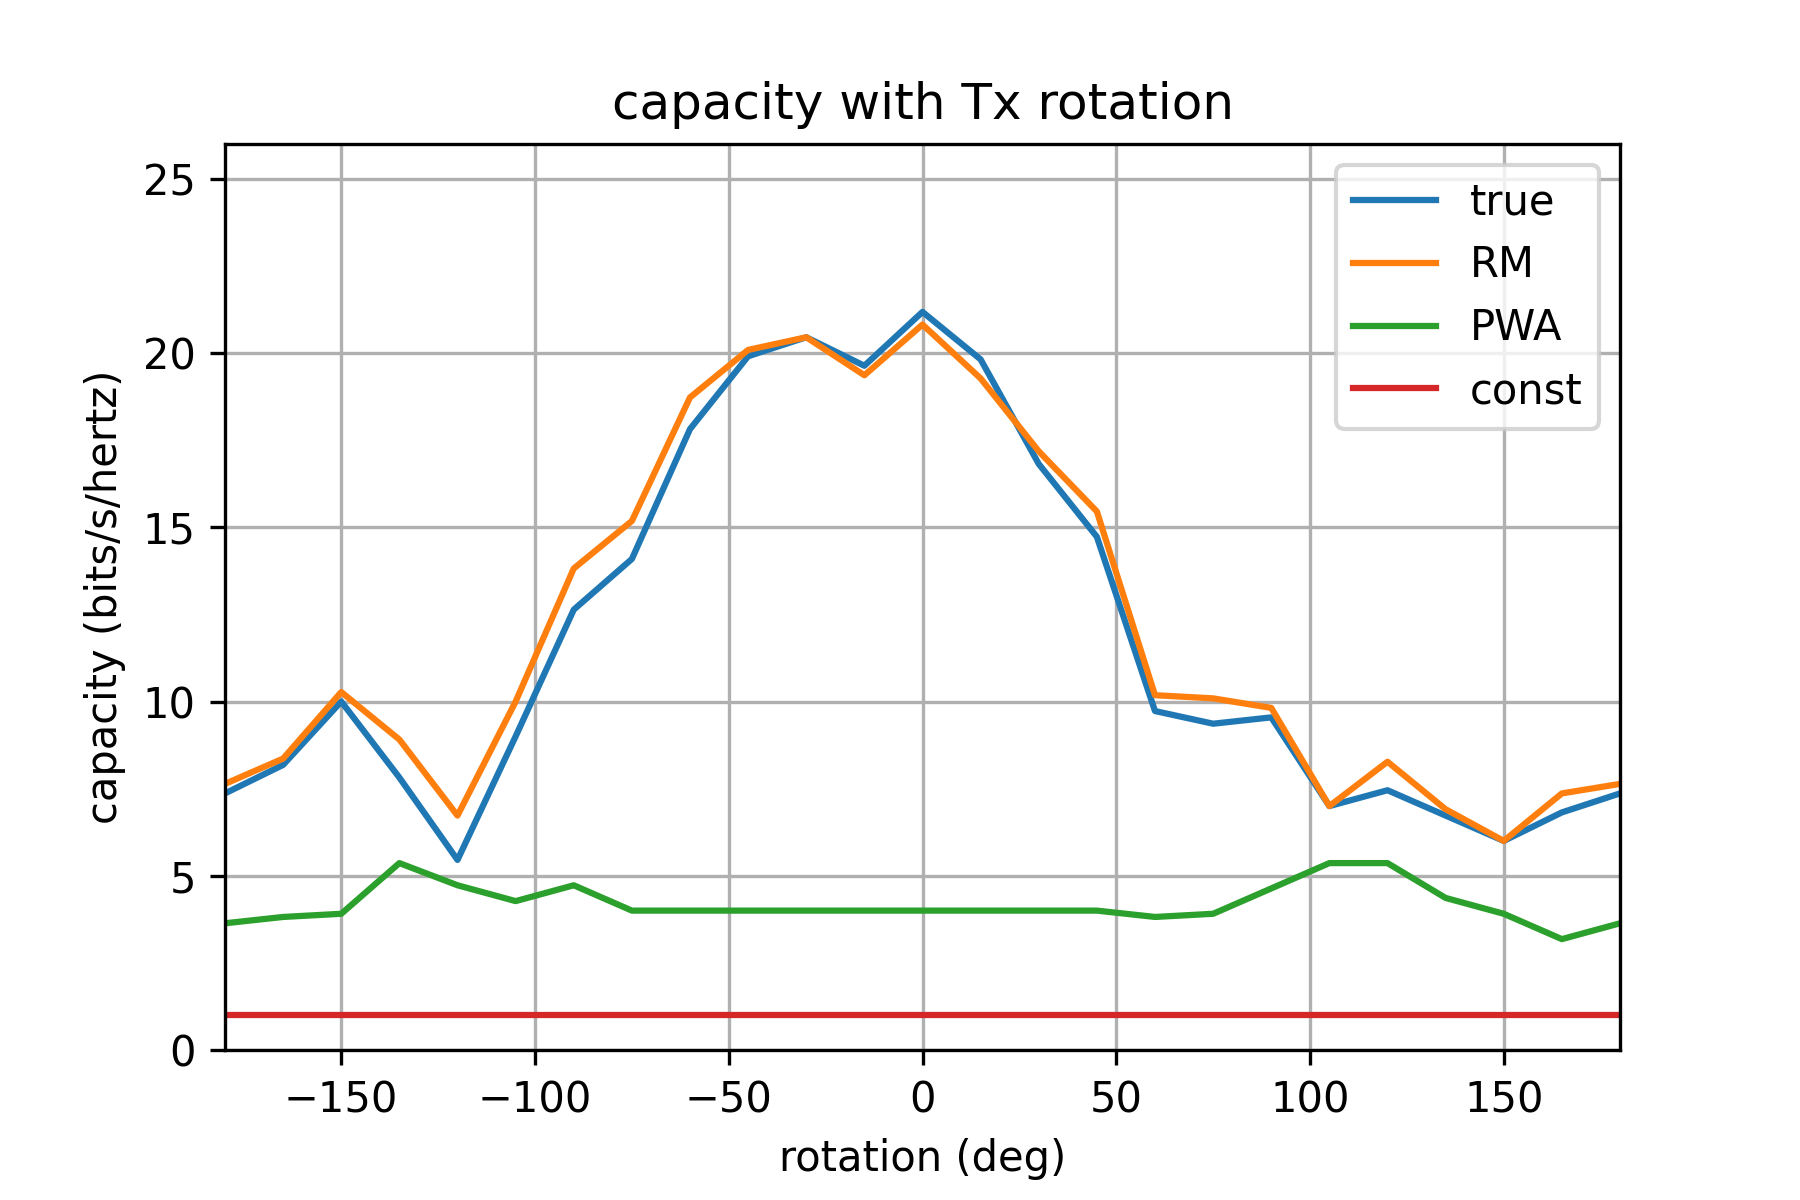 capacity with Tx rotation
capacity (bits/s/hertz)
25
20
15
10
5
0
−150 −100 −50 0 50 100 150
rotation (deg)
true
RM
PWA
const